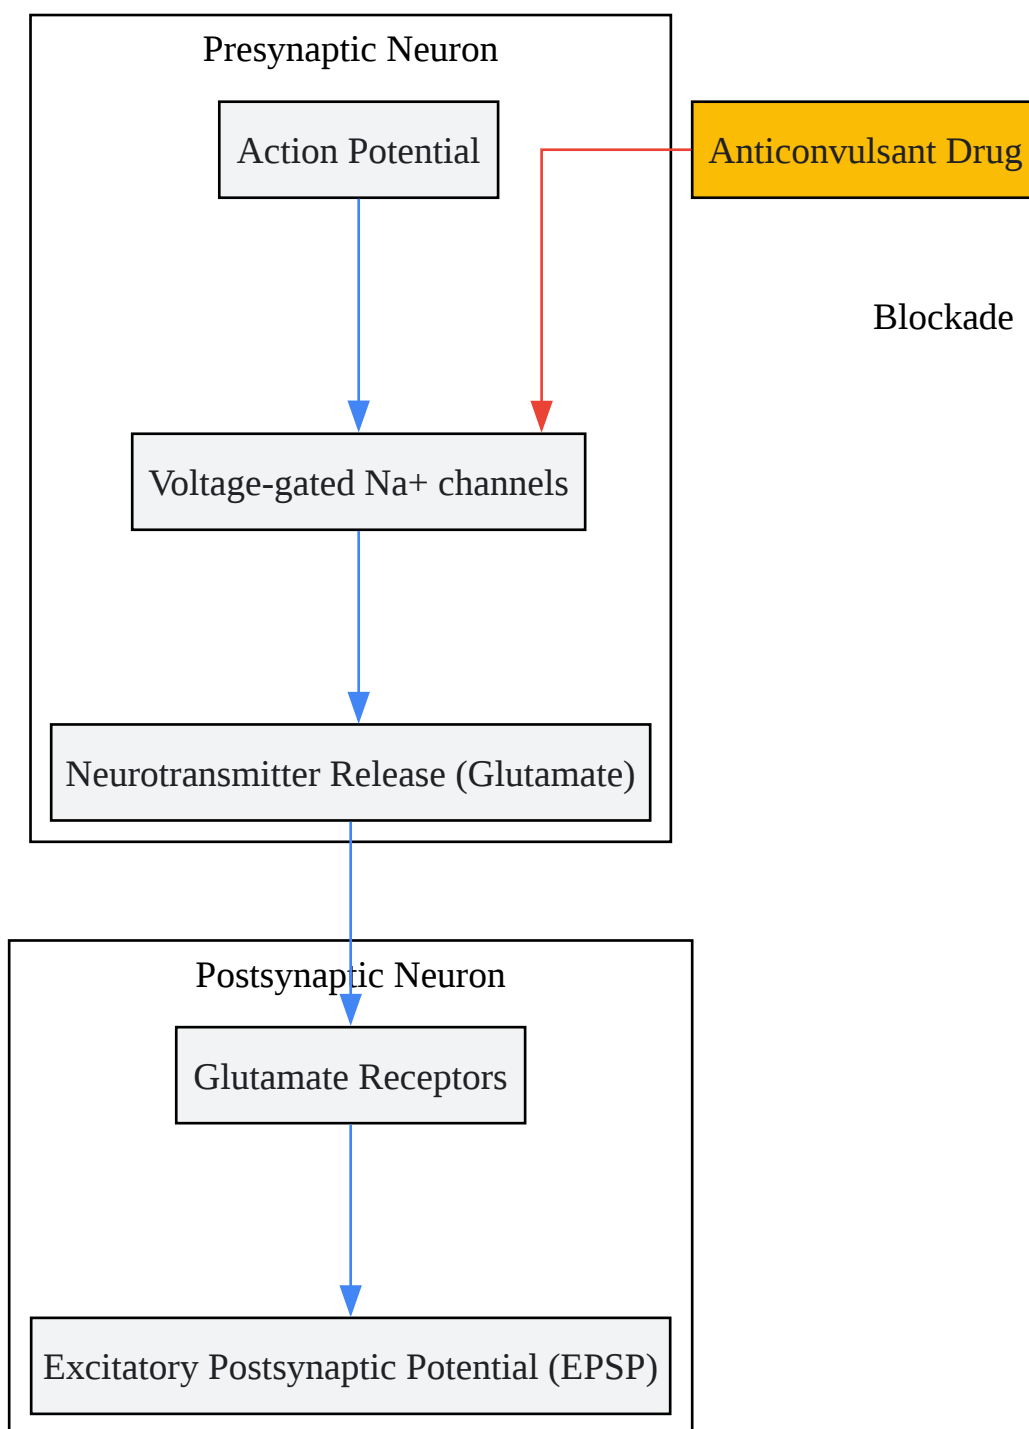 Presynaptic Neuron
Action Potential
Anticonvulsant Drug
Blockade
Voltage-gated Na+ channels
Neurotransmitter Release (Glutamate)
Postsynaptic Neuron
Glutamate Receptors
Excitatory Postsynaptic Potential (EPSP)